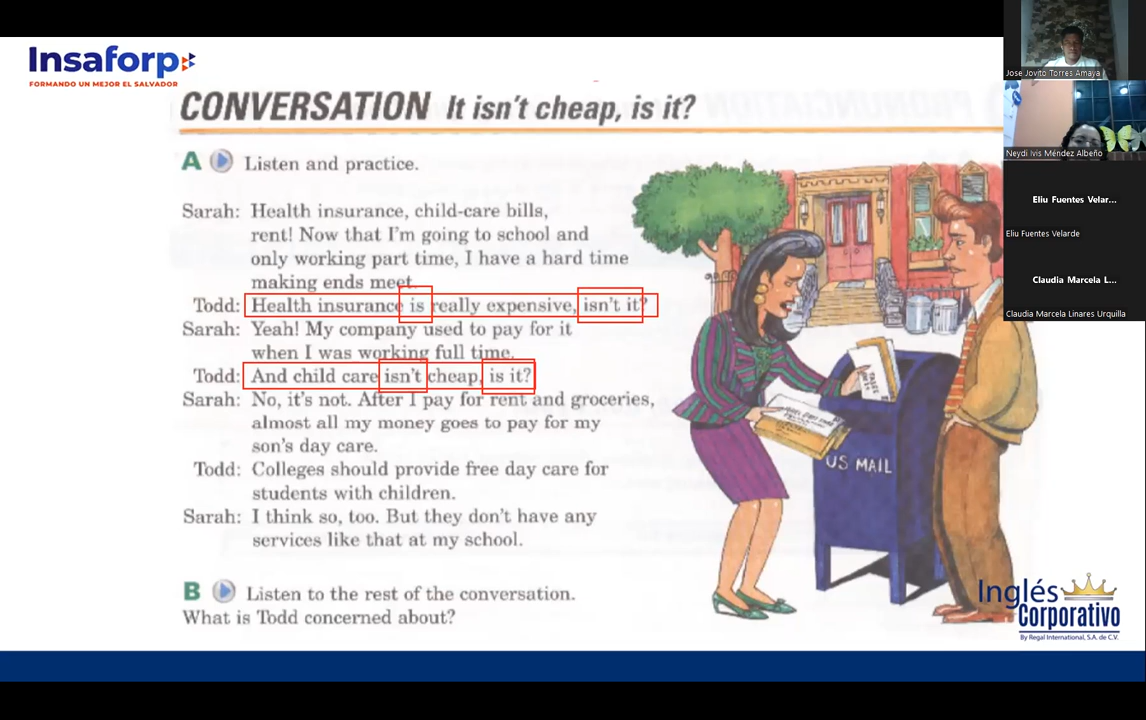 Insaforp
FORMANDO UN MEJOR EL SALVADOR
CONVERSATION It isn't cheap, is it?
A Listen and practice.
Sarah: Health insurance, child-care bills,
rent! Now that I'm going to school and
only working part time, I have a hard time
making ends meet.
Todd: Health insurance is really expensive, isn't it?
Sarah: Yeah! My company used to pay for it
when I was working full time.
Todd: And child care isn't cheap, is it?
Sarah: No, it's not. After I pay for rent and groceries,
almost all my money goes to pay for my
son's day care.
Todd: Colleges should provide free day care for
students with children.
Sarah: I think so, too. But they don't have any
services like that at my school.
B Listen to the rest of the conversation.
What is Todd concerned about?
US MAIL
Inglés
Corporativo
By Regal International, S.A. de C.V.
Jose Jovito Torres Amaya
Neydi Ivis Méndez Albeño
Eliu Fuentes Velar...
Eliu Fuentes Velarde
Claudia Marcela L...
Claudia Marcela Linares Urquilla